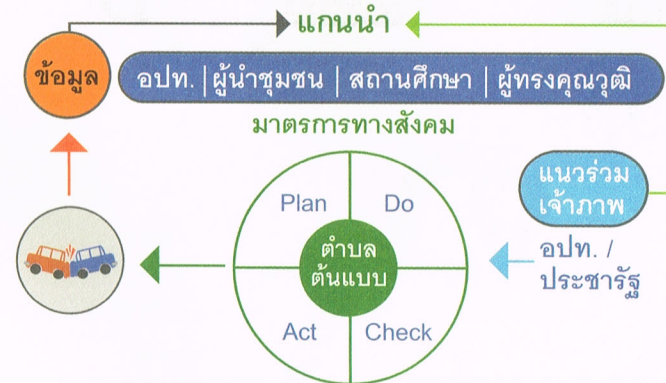 แกนนำ
ข้อมูล
อปท. | ผู้นำชุมชน | สถานศึกษา | ผู้ทรงคุณวุฒิ
มาตรการทางสังคม
แนวร่วม
เจ้าภาพ
อปท. /
ประชารัฐ
Plan
Do
ตำบล
ต้นแบบ
Act
Check